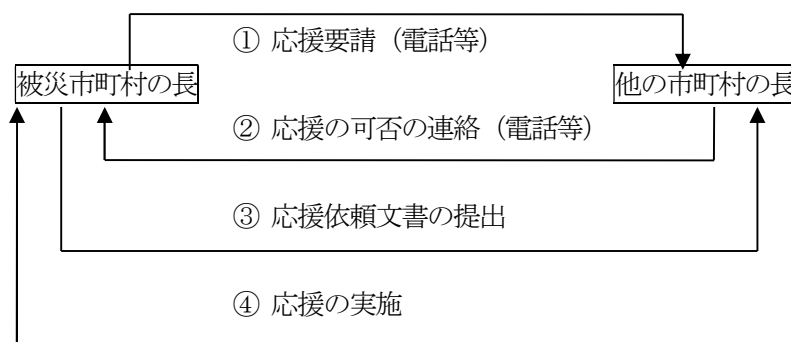 ① 応援要請（電話等）
被災市町村の長
他の市町村の長
② 応援の可否の連絡（電話等）
③ 応援依頼文書の提出
④ 応援の実施